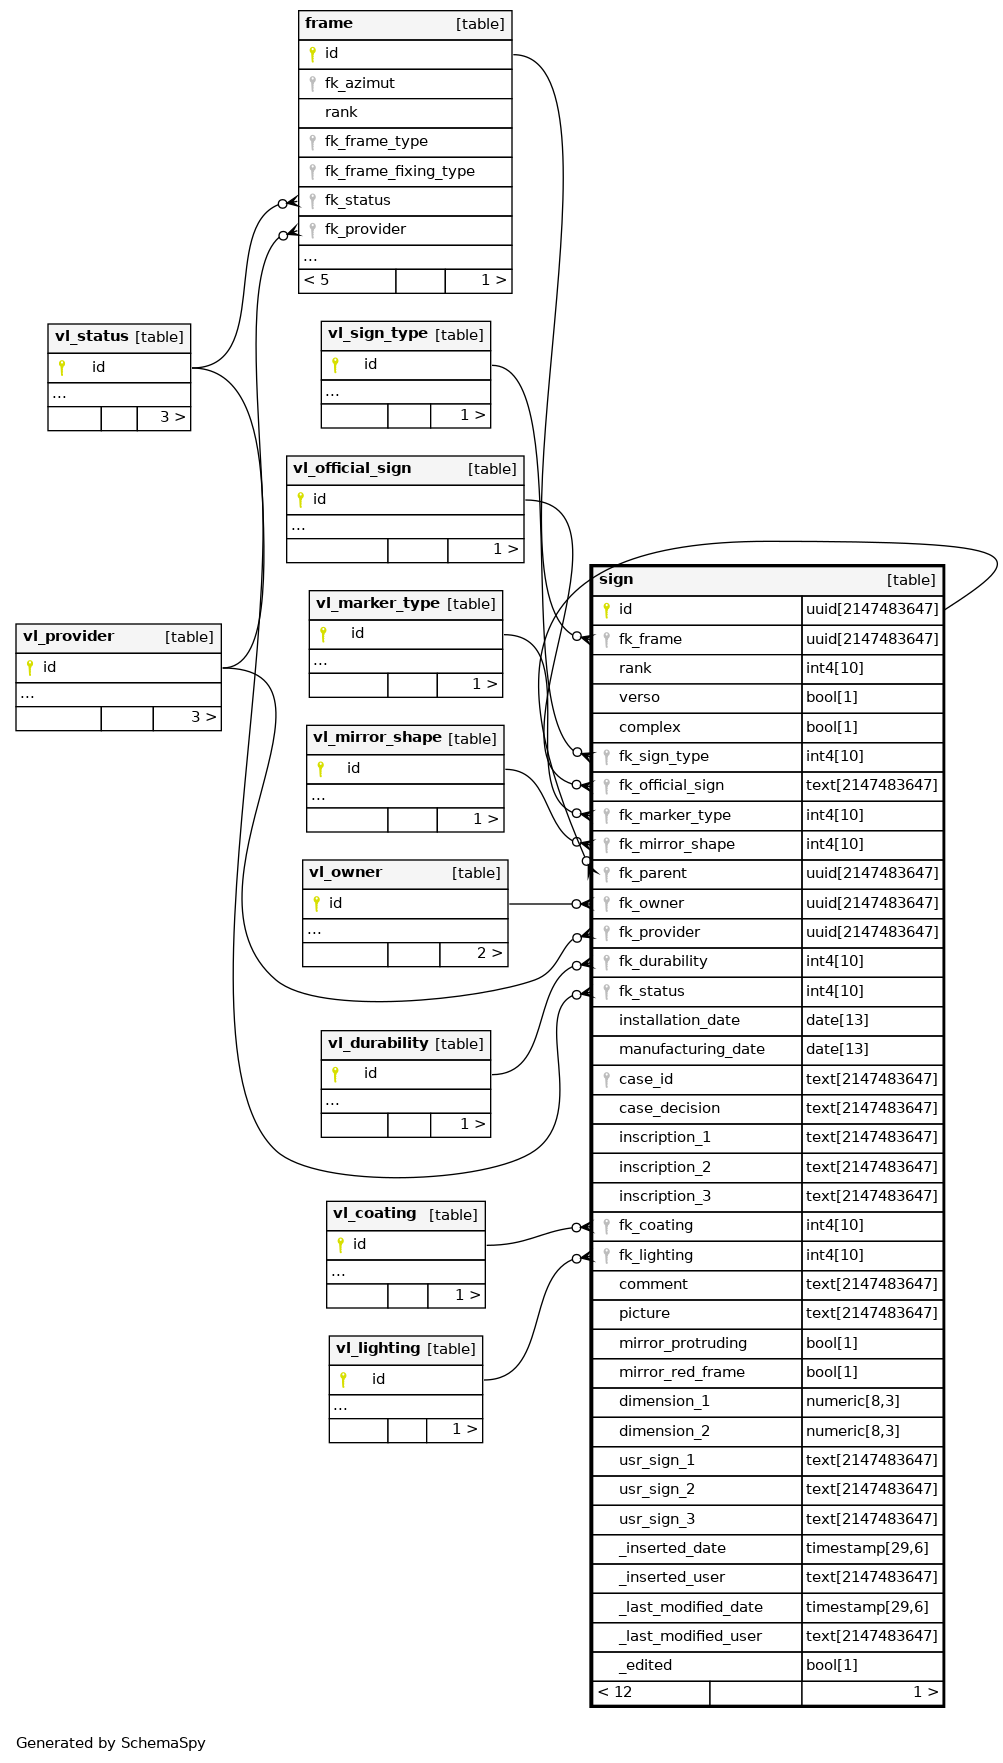 frame [table]
id
fk_azimut
rank
fk_frame_type
fk_frame_fixing_type
fk_status
fk_provider
...
< 5 1 >
vl_status [table]
id
...
3 >
vl_sign_type [table]
id
...
1 >
vl_official_sign [table]
id
...
1 >
vl_marker_type [table]
id
...
1 >
vl_provider [table]
id
...
3 >
vl_mirror_shape [table]
id
...
1 >
vl_owner [table]
id
...
2 >
vl_durability [table]
id
...
1 >
vl_coating [table]
id
...
1 >
vl_lighting [table]
id
...
1 >
sign [table]
id uuid[2147483647]
fk_frame uuid[2147483647]
rank int4[10]
verso bool[1]
complex bool[1]
fk_sign_type int4[10]
fk_official_sign text[2147483647]
fk_marker_type int4[10]
fk_mirror_shape int4[10]
fk_parent uuid[2147483647]
fk_owner uuid[2147483647]
fk_provider uuid[2147483647]
fk_durability int4[10]
fk_status int4[10]
installation_date date[13]
manufacturing_date date[13]
case_id text[2147483647]
case_decision text[2147483647]
inscription_1 text[2147483647]
inscription_2 text[2147483647]
inscription_3 text[2147483647]
fk_coating int4[10]
fk_lighting int4[10]
comment text[2147483647]
picture text[2147483647]
mirror_protruding bool[1]
mirror_red_frame bool[1]
dimension_1 numeric[8,3]
dimension_2 numeric[8,3]
usr_sign_1 text[2147483647]
usr_sign_2 text[2147483647]
usr_sign_3 text[2147483647]
_inserted_date timestamp[29,6]
_inserted_user text[2147483647]
_last_modified_date timestamp[29,6]
_last_modified_user text[2147483647]
_edited bool[1]
< 12 1 >
Generated by SchemaSpy